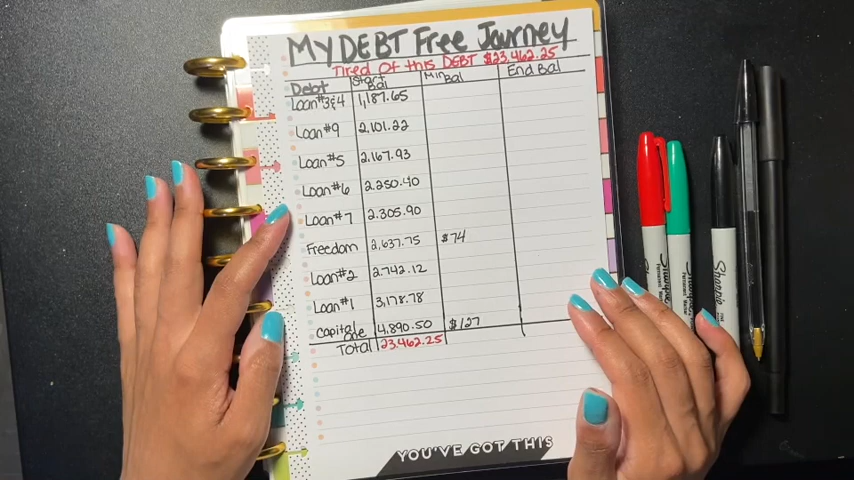 MY DEBT Free Journey
Tired Of this DEBT $23,462.25
Debt Start Bal Min Bal End Bal
Loan#3&4 1,187.65
Loan#9 2,101.22
Loan#5 2,167.93
Loan#6 2,250.40
Loan#7 2,305.90
Freedom 2,637.75 $74
Loan#2 2,742.12
Loan#1 3,178.78
Capital One 4,890.50 $127
Total 23,462.25
YOU'VE GOT THIS
Sharpie
Sharpie
Sharpie